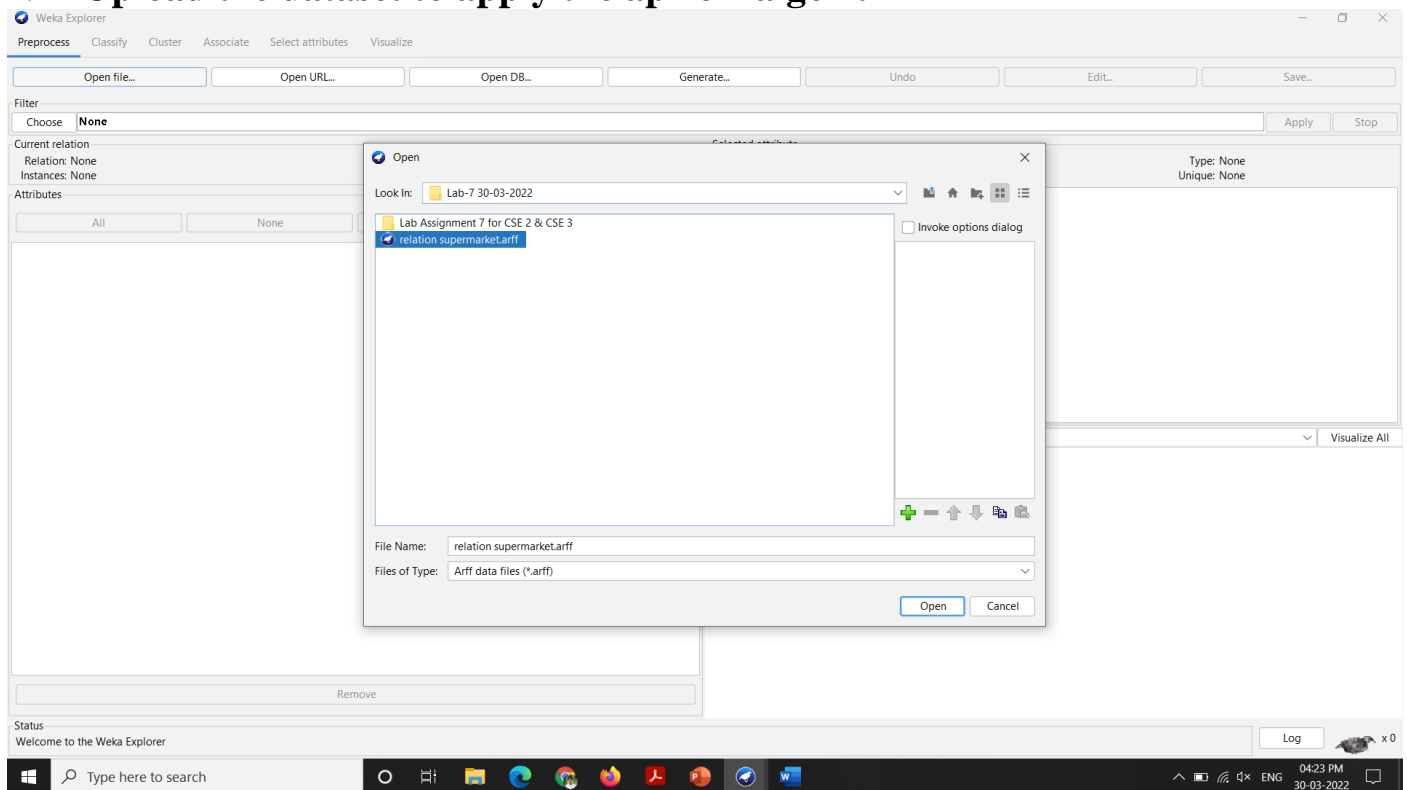 Weka Explorer
Preprocess Classify Cluster Associate Select attributes Visualize
Open file... Open URL... Open DB... Generate... Undo Edit... Save...
Filter
Choose None Apply Stop
Current relation
Relation: None
Instances: None
Selected attribute
Type: None
Unique: None
Attributes
All None
Open
Look In: Lab-7 30-03-2022
Lab Assignment 7 for CSE 2 & CSE 3
relation supermarket.arff
Invoke options dialog
File Name: relation supermarket.arff
Files of Type: Arff data files (*.arff)
Open Cancel
Visualize All
Remove
Status
Welcome to the Weka Explorer
Log x 0
Type here to search
ENG 04:23 PM
30-03-2022